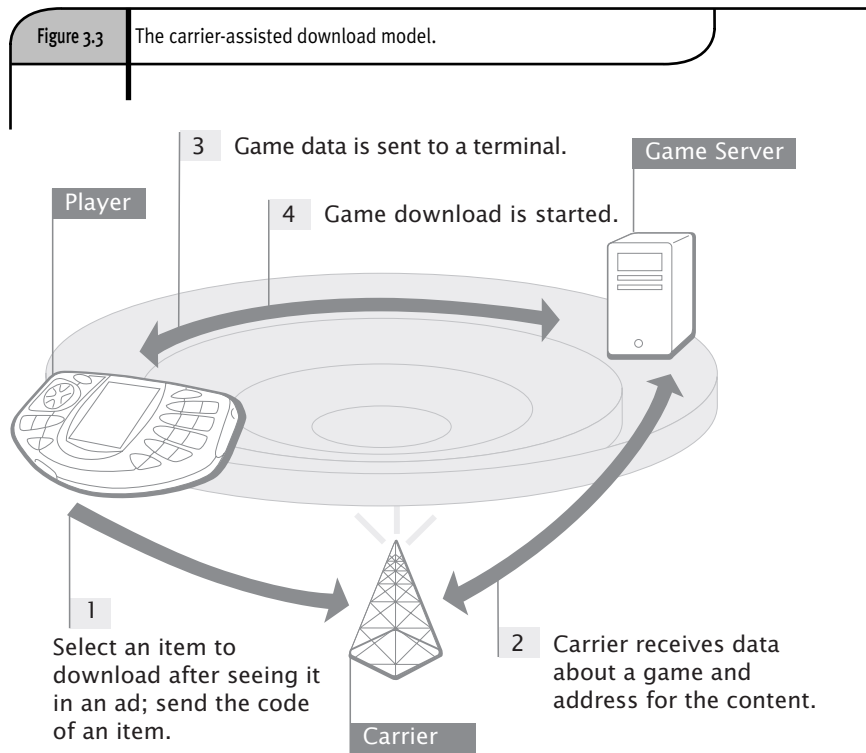 Figure 3.3 The carrier-assisted download model.
3 Game data is sent to a terminal.
Game Server
Player
4 Game download is started.
1
Select an item to
download after seeing it
in an ad; send the code
of an item.
2 Carrier receives data
about a game and
address for the content.
Carrier